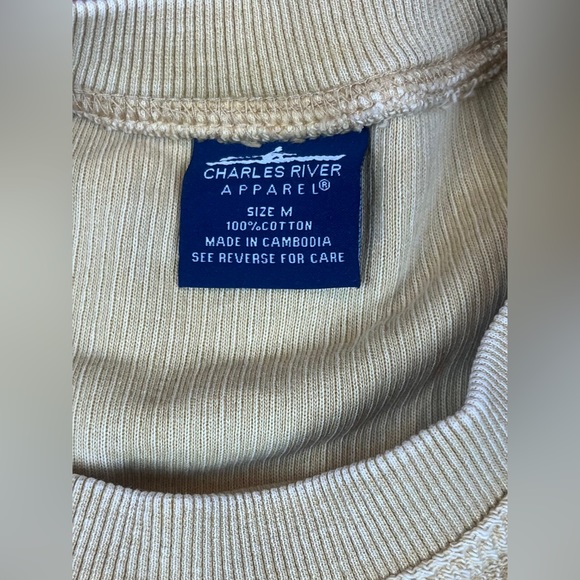 CHARLES RIVER
APPAREL®
SIZE M
100%COTTON
MADE IN CAMBODIA
SEE REVERSE FOR CARE